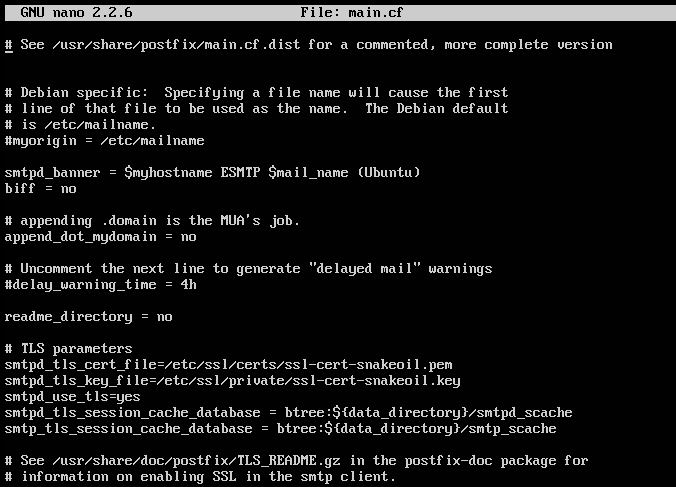 GNU nano 2.2.6 File: main.cf
# See /usr/share/postfix/main.cf.dist for a commented, more complete version
# Debian specific:  Specifying a file name will cause the first
# line of that file to be used as the name.  The Debian default
# is /etc/mailname.
#myorigin = /etc/mailname
smtpd_banner = $myhostname ESMTP $mail_name (Ubuntu)
biff = no
# appending .domain is the MUA's job.
append_dot_mydomain = no
# Uncomment the next line to generate "delayed mail" warnings
#delay_warning_time = 4h
readme_directory = no
# TLS parameters
smtpd_tls_cert_file=/etc/ssl/certs/ssl-cert-snakeoil.pem
smtpd_tls_key_file=/etc/ssl/private/ssl-cert-snakeoil.key
smtpd_use_tls=yes
smtpd_tls_session_cache_database = btree:${data_directory}/smtpd_scache
smtp_tls_session_cache_database = btree:${data_directory}/smtp_scache
# See /usr/share/doc/postfix/TLS_README.gz in the postfix-doc package for
# information on enabling SSL in the smtp client.